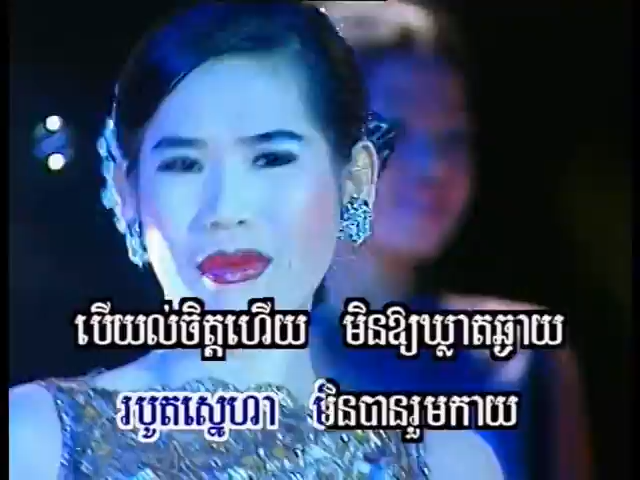 បើយល់ចិត្តហើយ មិនឱ្យឃ្លាតឆ្ងាយ
របូតស្នេហា មិនបានរួមកាយ